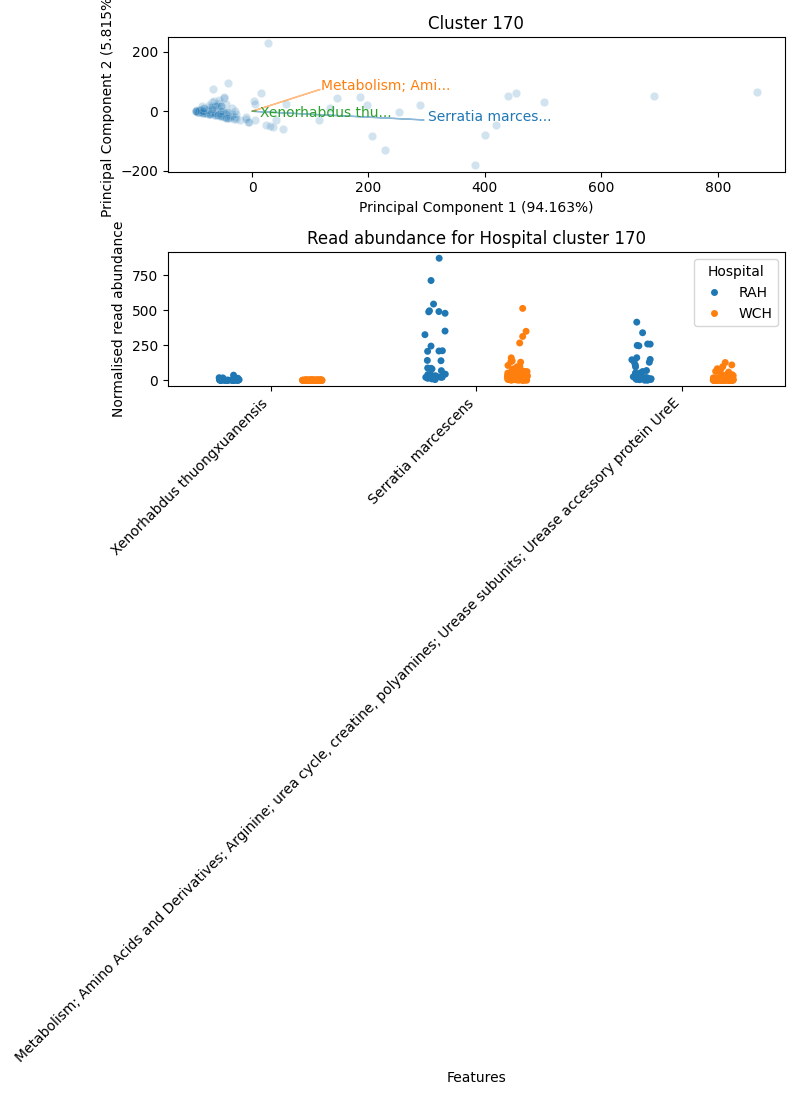 Cluster 170
Principal Component 2 (5.815%
200
0
−200
Metabolism; Ami...
Xenorhabdus thu...
Serratia marces...
0
200
400
600
800
Principal Component 1 (94.163%)
Read abundance for Hospital cluster 170
Normalised read abundance
750
500
250
0
Hospital
RAH
WCH
Xenorhabdus thuongxuanensis
Serratia marcescens
Metabolism; Amino Acids and Derivatives; Arginine; urea cycle, creatine, polyamines; Urease subunits; Urease accessory protein UreE
Features